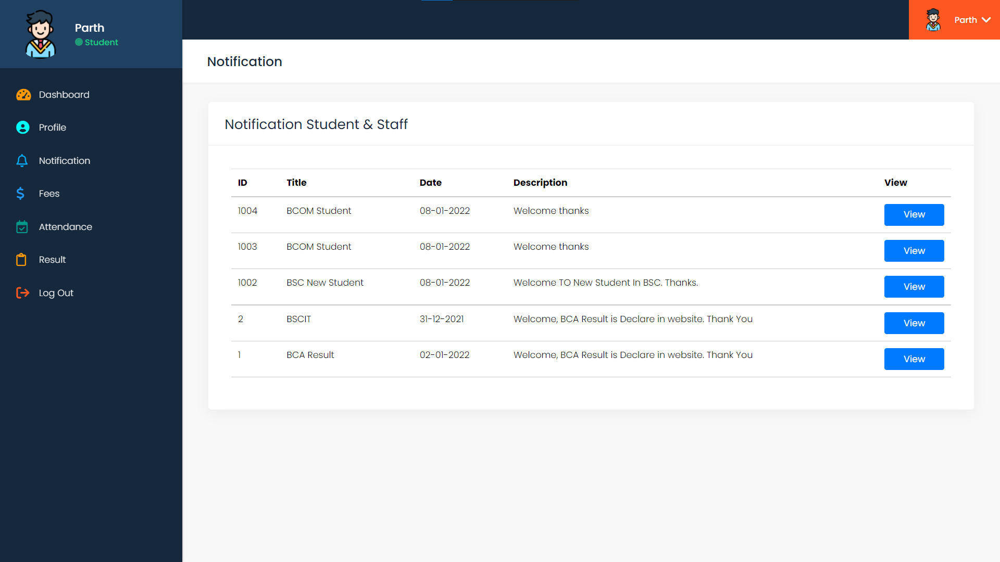 Parth
Student
Parth
Dashboard
Profile
Notification
Fees
Attendance
Result
Log Out
Notification
Notification Student & Staff
ID Title Date Description View
1004 BCOM Student 08-01-2022 Welcome thanks View
1003 BCOM Student 08-01-2022 Welcome thanks View
1002 BSC New Student 08-01-2022 Welcome TO New Student In BSC. Thanks. View
2 BSCIT 31-12-2021 Welcome, BCA Result is Declare in website. Thank You View
1 BCA Result 02-01-2022 Welcome, BCA Result is Declare in website. Thank You View